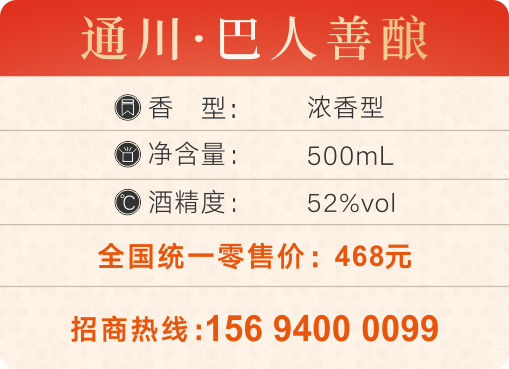 通川·巴人善酿
香 型： 浓香型
净含量： 500mL
酒精度： 52%vol
全国统一零售价：468元
招商热线:156 9400 0099